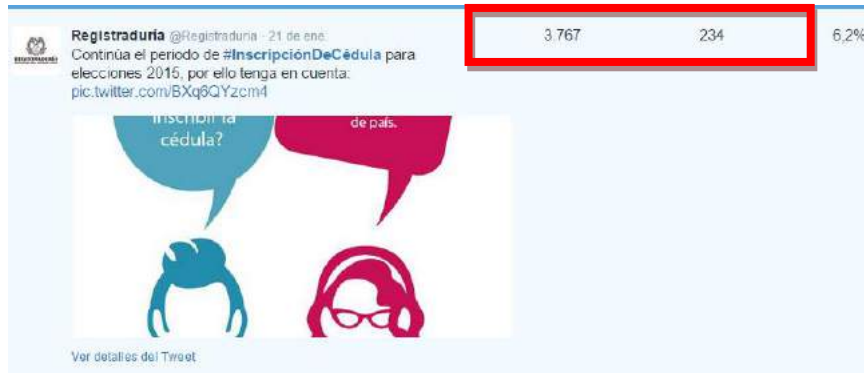 Registraduría @Registraduria · 21 de ene.
Continúa el periodo de #InscripciónDeCédula para
elecciones 2015, por ello tenga en cuenta:
pic.twitter.com/BXq6QYzcm4
3.767
234
6,2%
inscribir la
cédula?
de país.
Ver detalles del Tweet